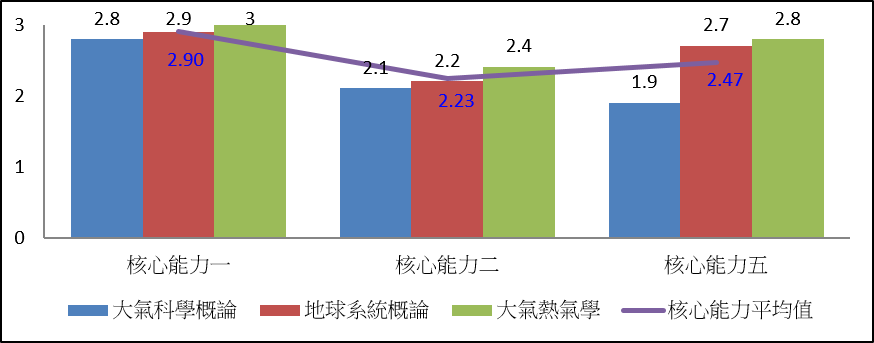 3
2
1
0
2.8
2.9
3
2.90
2.1
2.2
2.4
2.23
1.9
2.7
2.8
2.47
核心能力一
核心能力二
核心能力五
大氣科學概論
地球系統概論
大氣熱氣學
核心能力平均值